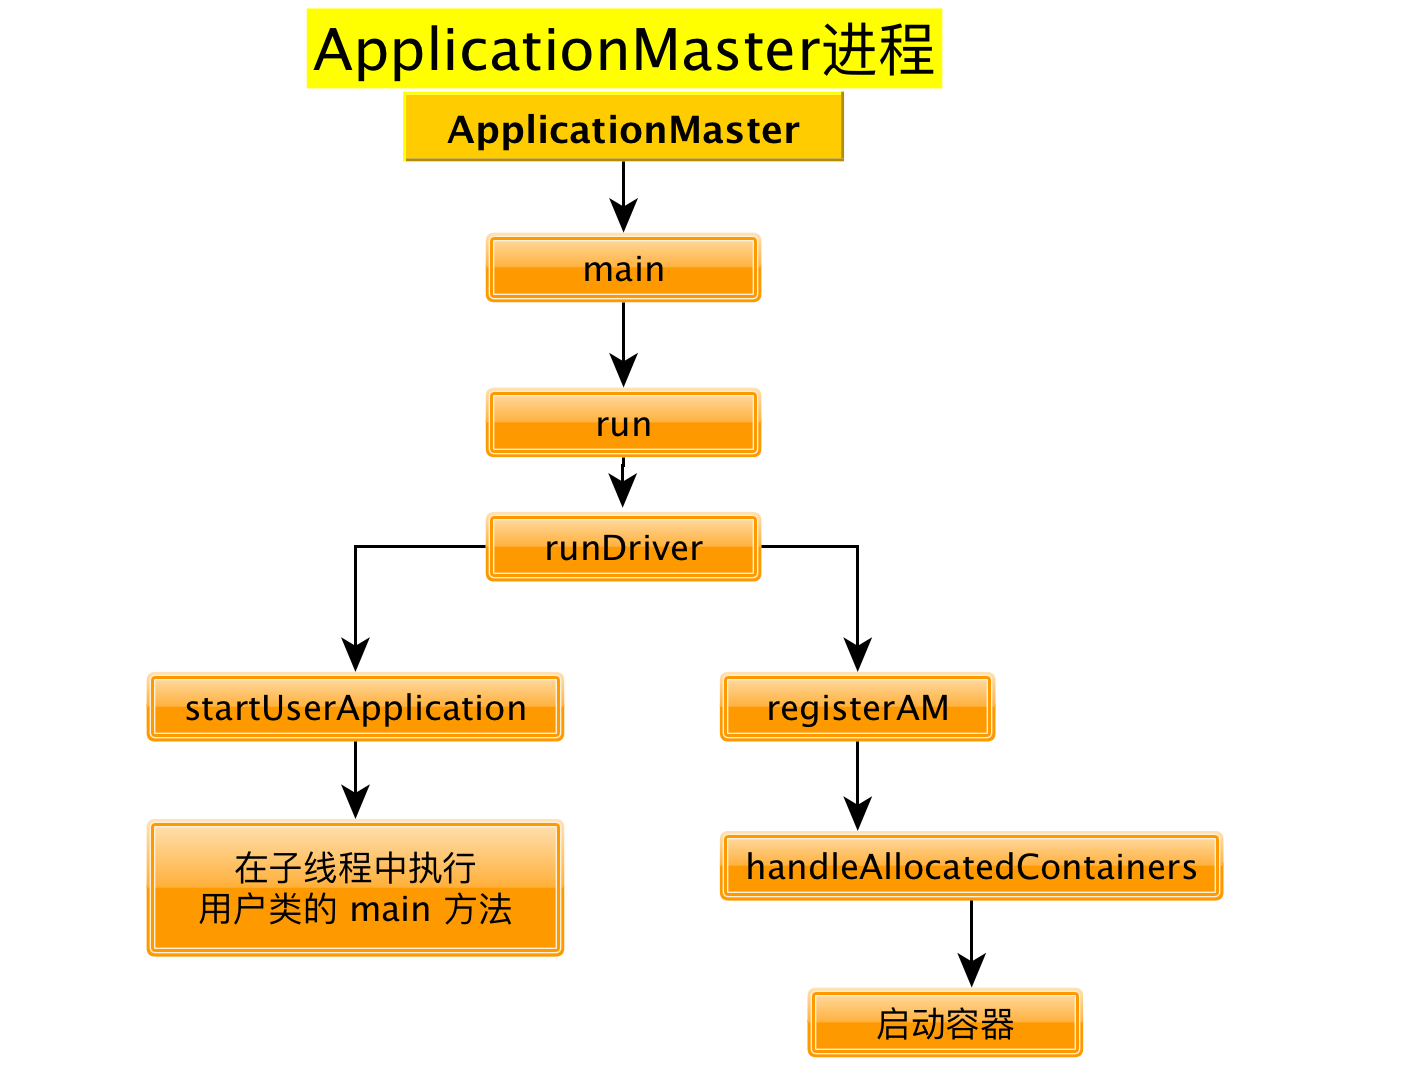 ApplicationMaster进程
ApplicationMaster
main
run
runDriver
startUserApplication
registerAM
在子线程中执行
用户类的 main 方法
handleAllocatedContainers
启动容器